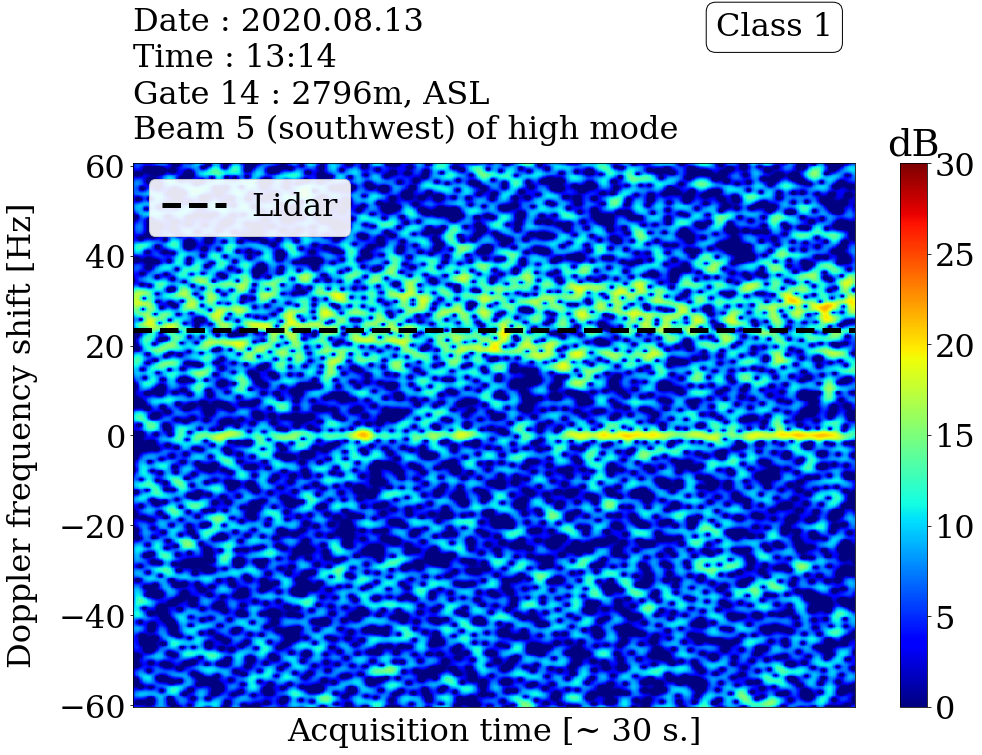 Date : 2020.08.13
Time : 13:14
Gate 14 : 2796m, ASL
Beam 5 (southwest) of high mode
Class 1
dB
Lidar
Doppler frequency shift [Hz]
60
40
20
0
−20
−40
−60
Acquisition time [~ 30 s.]
30
25
20
15
10
5
0